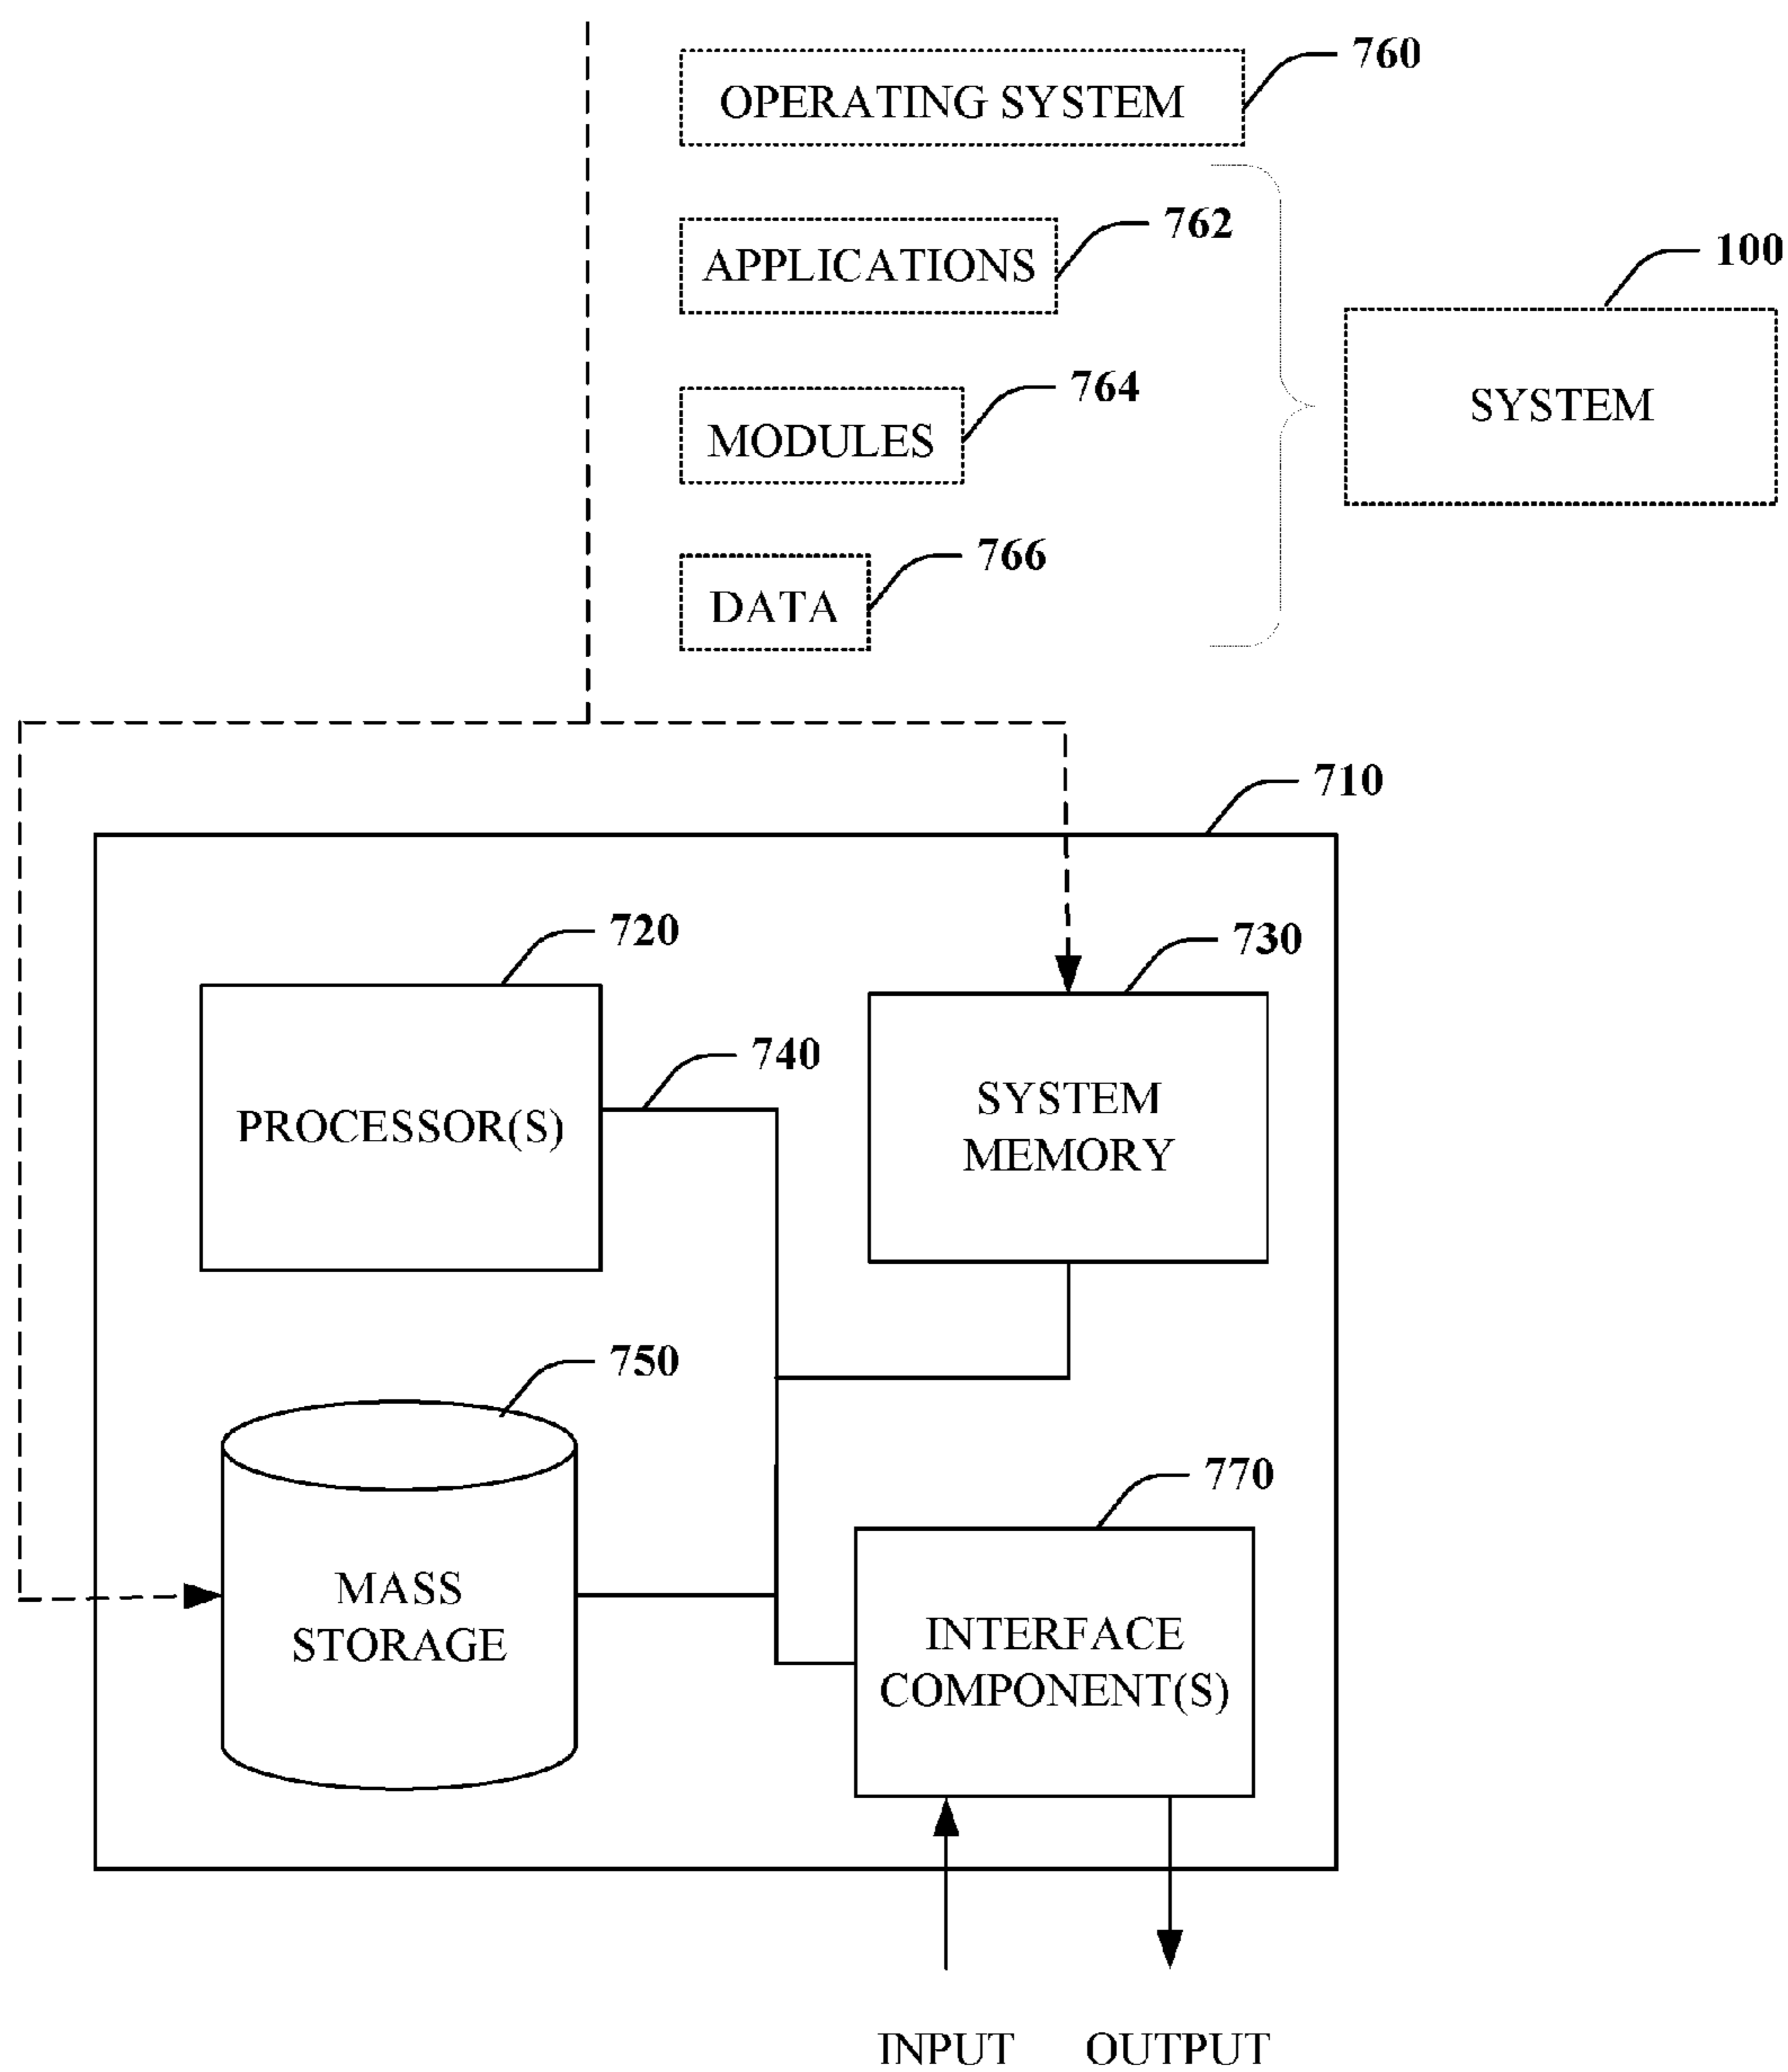 760
OPERATING SYSTEM
762
APPLICATIONS
100
SYSTEM
764
MODULES
766
DATA
710
720
PROCESSOR(S)
730
SYSTEM
MEMORY
740
750
MASS
STORAGE
770
INTERFACE
COMPONENT(S)
INPUT
OUTPUT